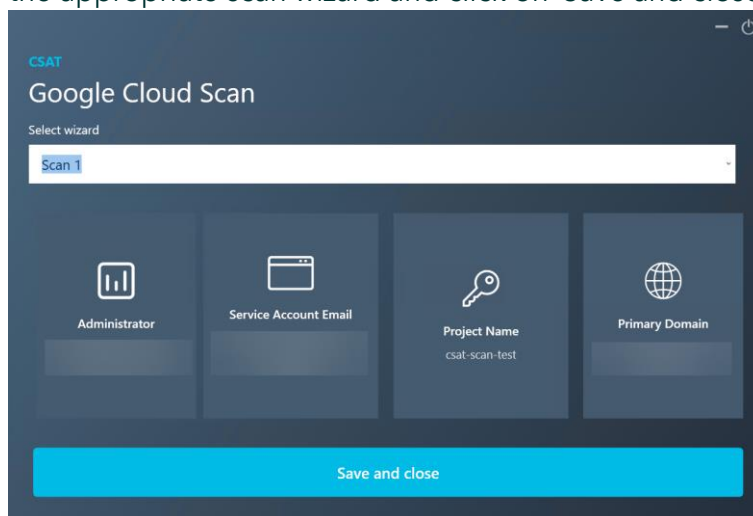 the appropriate scan wizard and click on 'Save and close
CSAT
Google Cloud Scan
Select wizard
Scan 1
Administrator
Service Account Email
Project Name
csat-scan-test
Primary Domain
Save and close